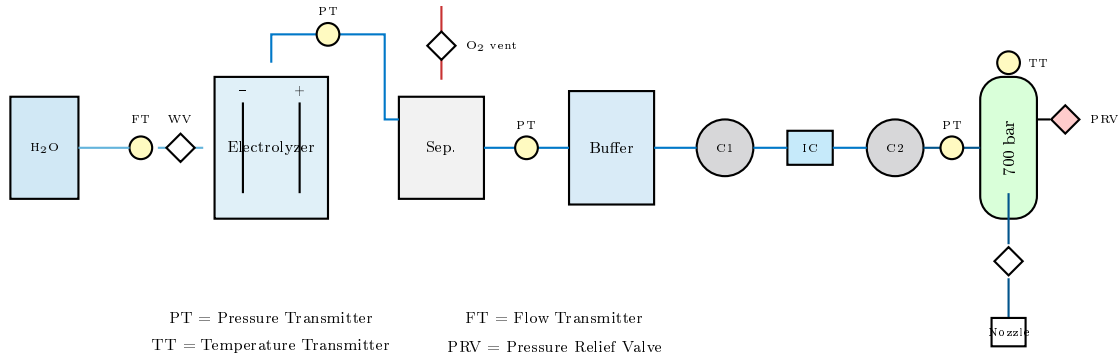 PT
O2 vent
TT
− +
FT WV PT PT PRV
H2O Electrolyzer Sep. Buffer C1 IC C2 700 bar
Nozzle
PT = Pressure Transmitter FT = Flow Transmitter
TT = Temperature Transmitter PRV = Pressure Relief Valve